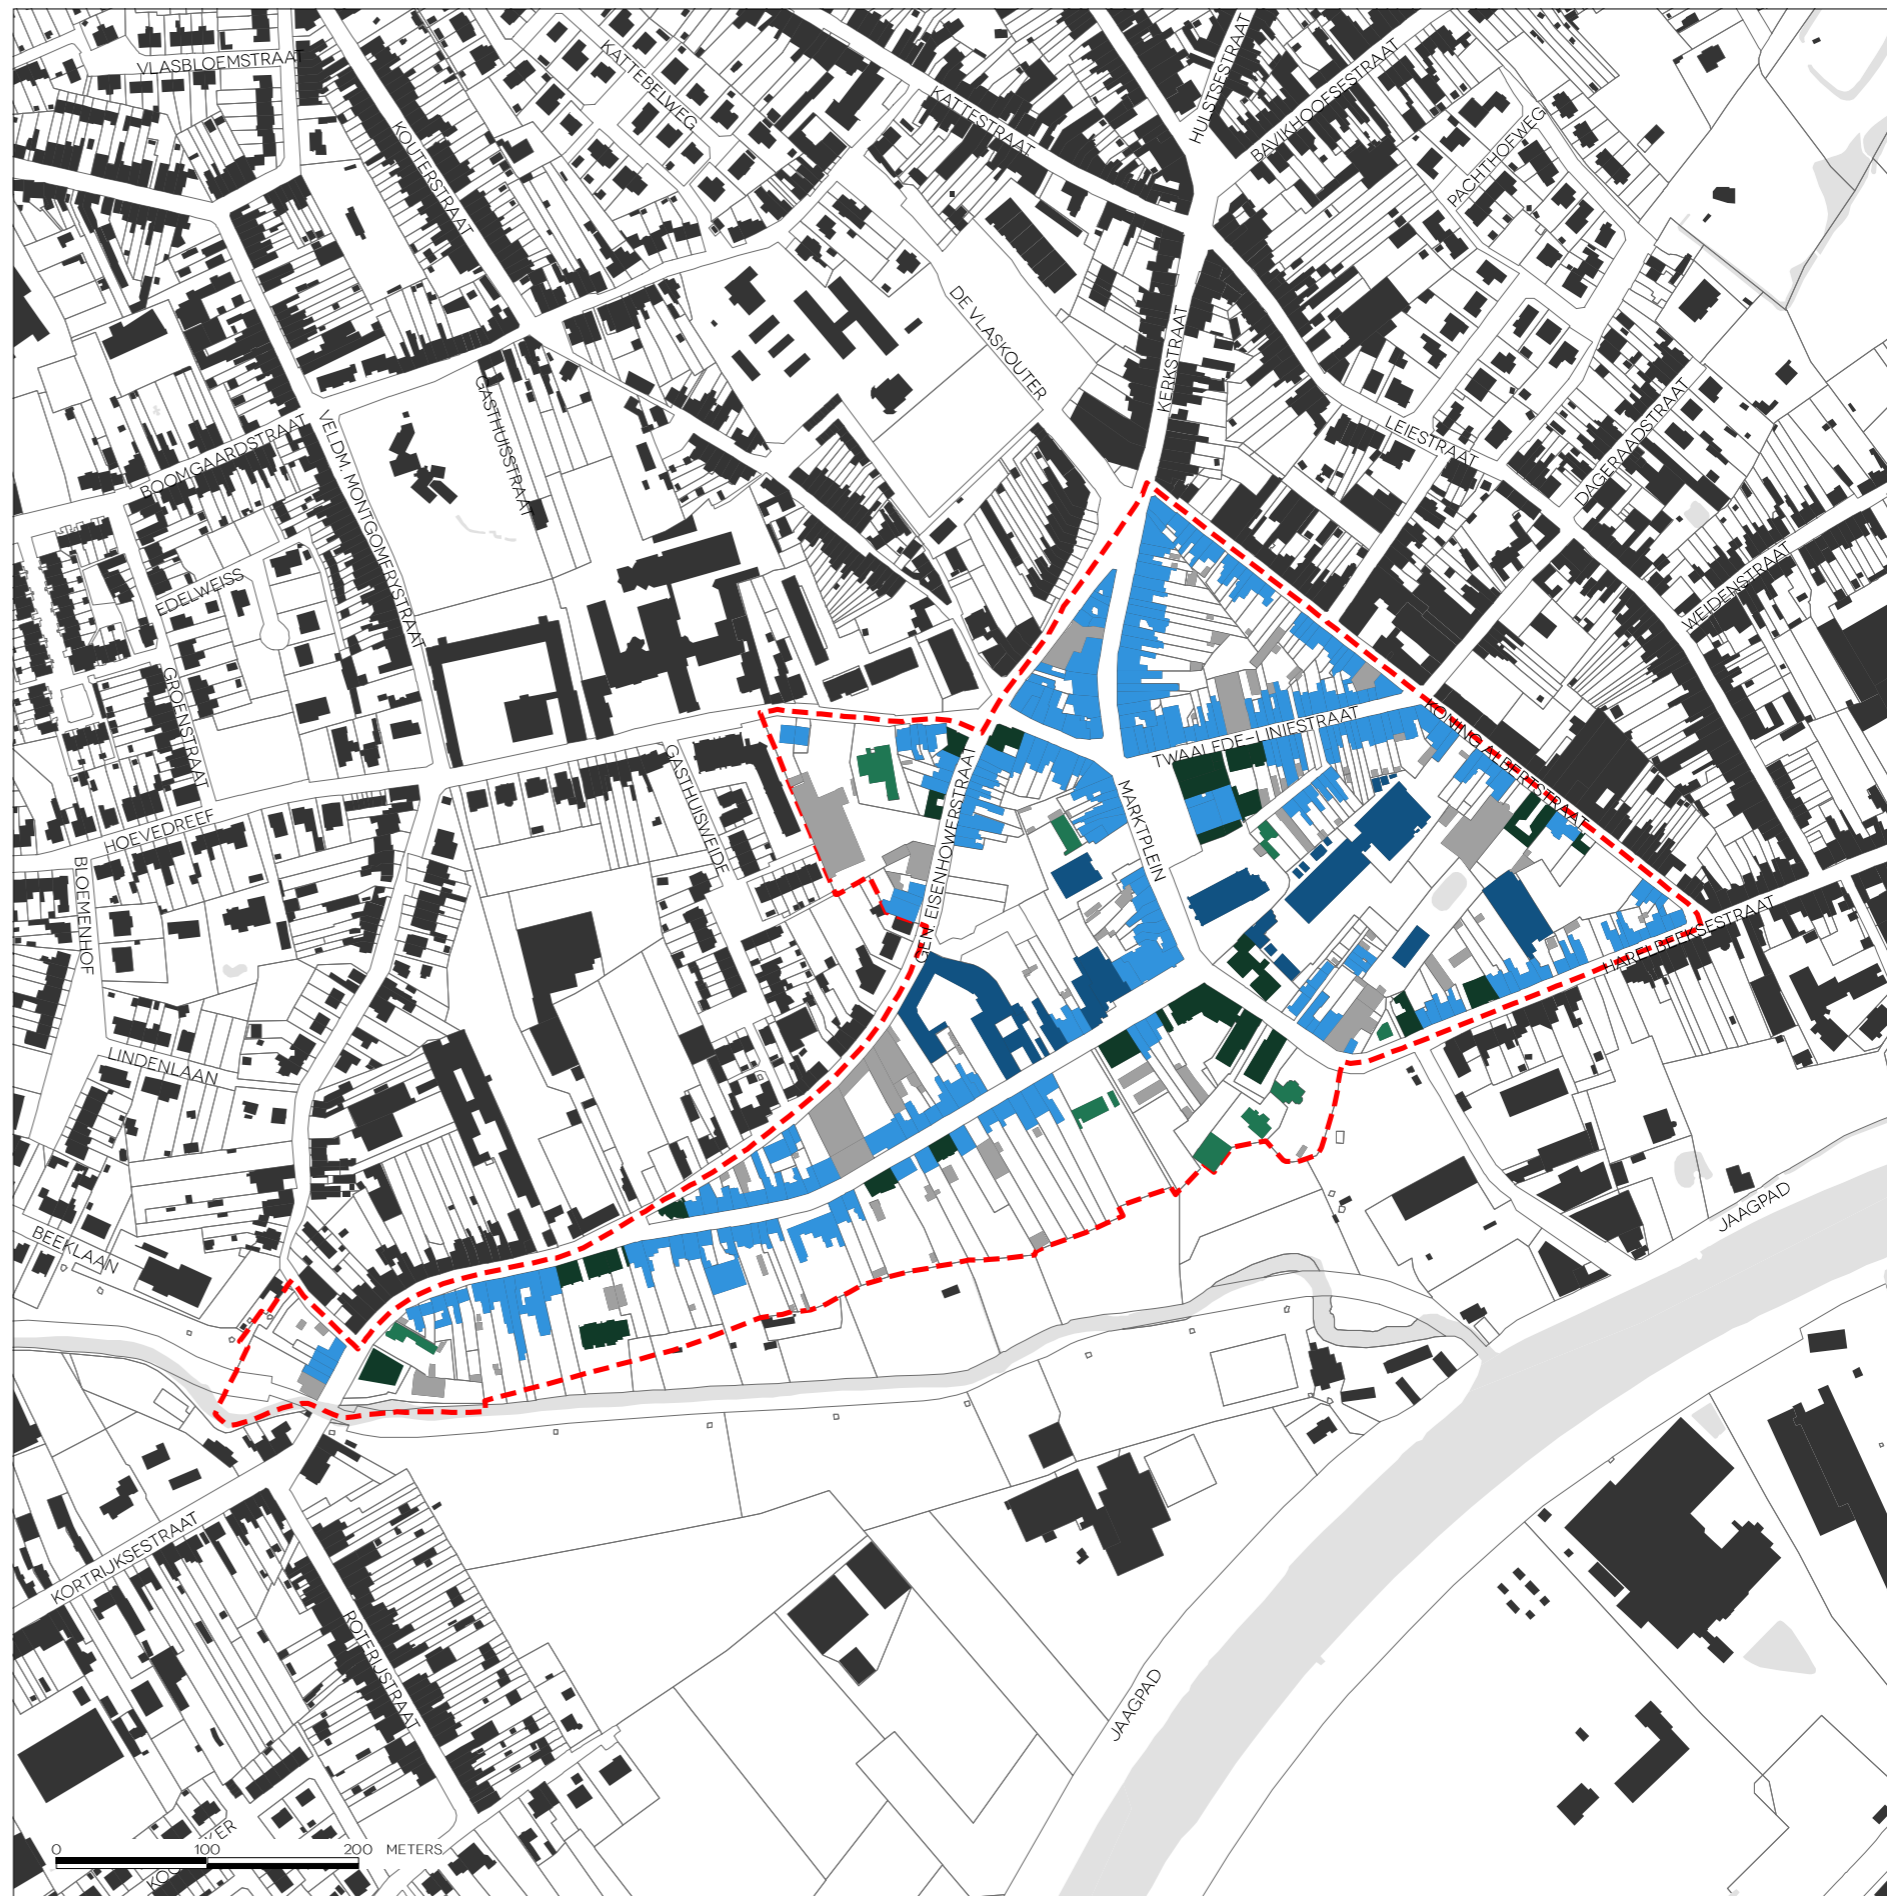 VLASBLOEMSTRAAT
KATTEBELWEG
HULSTSESTRAAT
BAVIKHOOFSESTRAAT
KATTESTRAAT
KOUTERSTRAAT
PACHTHOFWEG
DE VLASKOUTER
KERKSTRAAT
GASTHUISSTRAAT
VELDM. MONTGOMERYSTRAAT
BOOMGAARDSTRAAT
LEIESTRAAT
DAGERAADSTRAAT
WEIDENSTRAAT
EDELWEISS
GROENSTRAAT
TWAALFDE-LINIESTRAAT
KONING ALBERTSTRAAT
GASTHUISWEIDE
GEN. EISENHOWERSTRAAT
MARKTPLEIN
HOEVEDREEF
BLOEMENHOF
HARELBEEKSESTRAAT
LINDENLAAN
BEEKLAAN
JAAGPAD
KORTRIJKSESTRAAT
ROTERIJSTRAAT
JAAGPAD
0 100 200 METERS